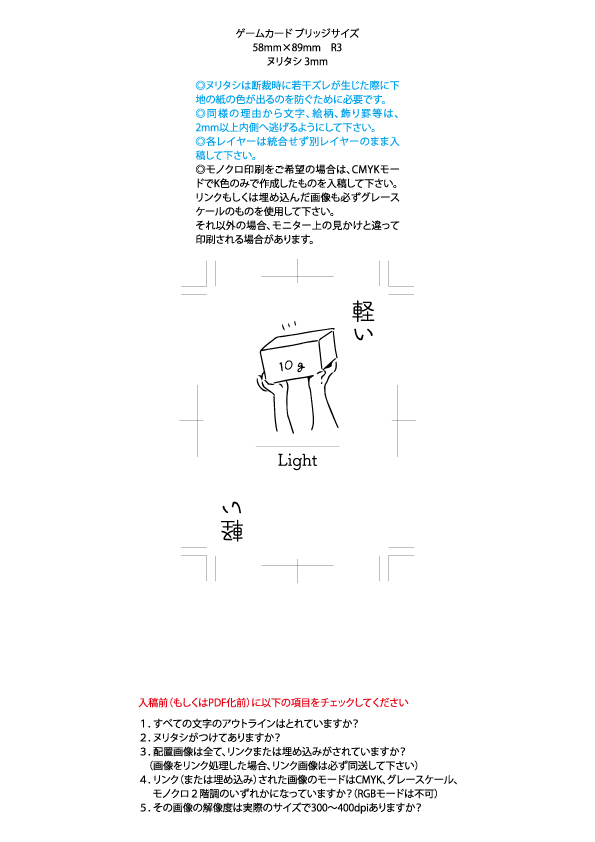 ゲームカード ブリッジサイズ
58mm×89mm　R3
ヌリタシ 3mm
◎ヌリタシは断裁時に若干ズレが生じた際に下
地の紙の色が出るのを防ぐために必要です。
◎同様の理由から文字、絵柄、飾り罫等は、
2mm以上内側へ逃げるようにして下さい。
◎各レイヤーは統合せず別レイヤーのまま入
稿して下さい。
◎モノクロ印刷をご希望の場合は、CMYKモー
ドでK色のみで作成したものを入稿して下さい。
リンクもしくは埋め込んだ画像も必ずグレース
ケールのものを使用して下さい。
それ以外の場合、モニター上の見かけと違って
印刷される場合があります。
軽い
10g
Light
軽い
入稿前（もしくはPDF化前）に以下の項目をチェックしてください
１．すべての文字のアウトラインはとれていますか？
２．ヌリタシがつけてありますか？
３．配置画像は全て、リンクまたは埋め込みがされていますか？
（画像をリンク処理した場合、リンク画像は必ず同送して下さい）
４．リンク（または埋め込み）された画像のモードはCMYK、グレースケール、
モノクロ２階調のいずれかになっていますか？（RGBモードは不可）
５．その画像の解像度は実際のサイズで300〜400dpiありますか？